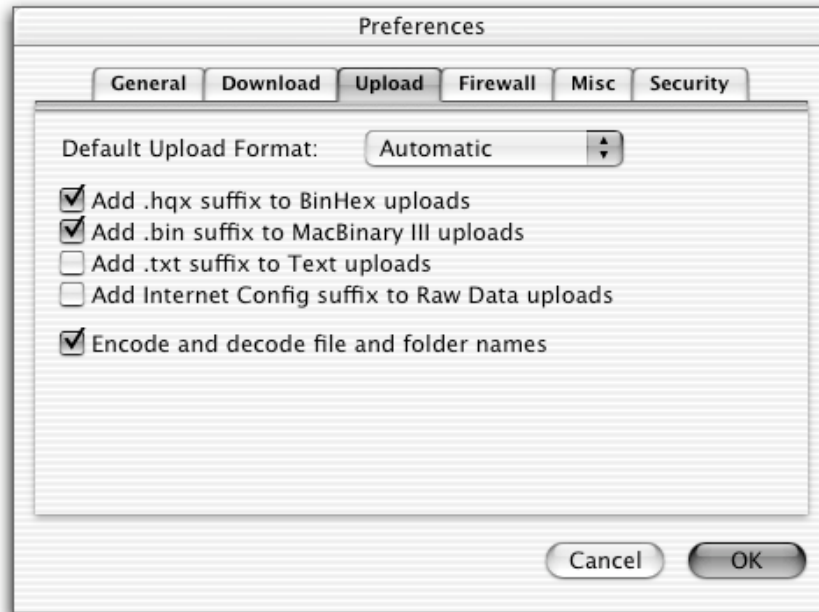 Preferences
General Download Upload Firewall Misc Security
Default Upload Format: Automatic
Add .hqx suffix to BinHex uploads
Add .bin suffix to MacBinary III uploads
Add .txt suffix to Text uploads
Add Internet Config suffix to Raw Data uploads
Encode and decode file and folder names
Cancel OK